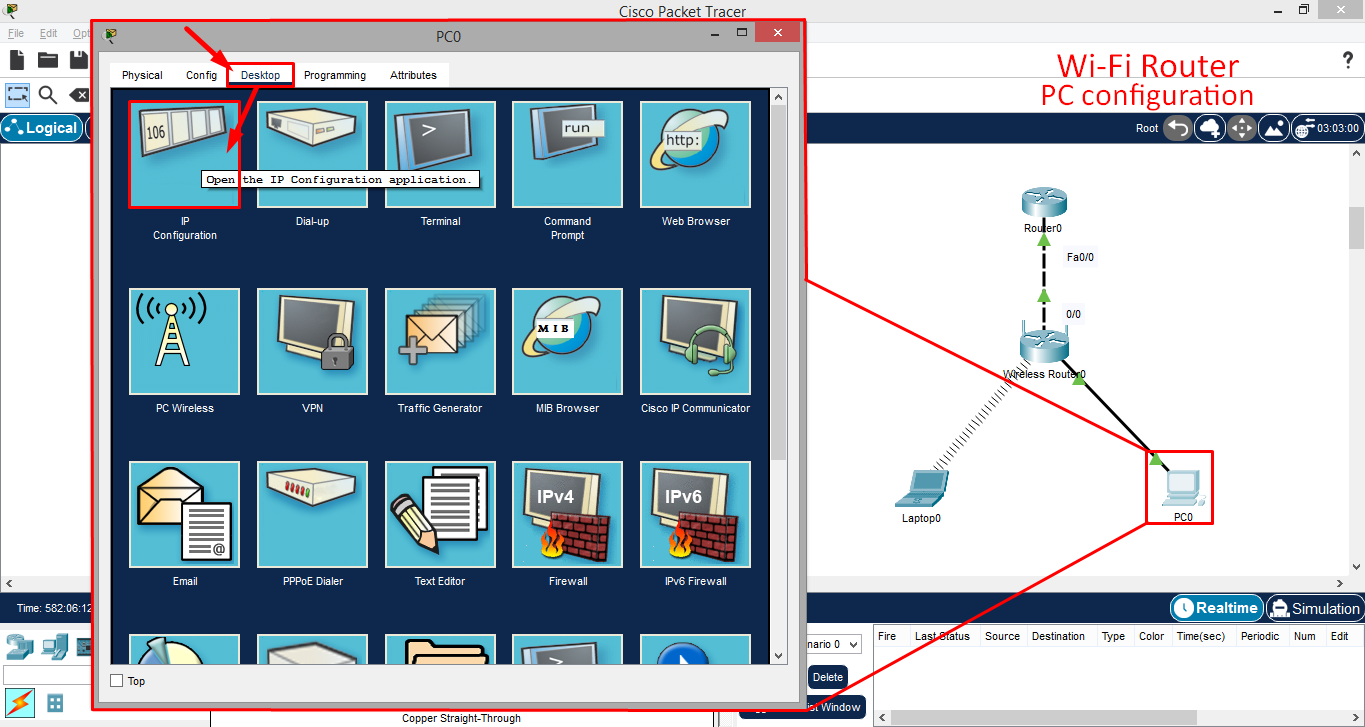 Cisco Packet Tracer
File Edit Opt
PC0
Wi-Fi Router
PC configuration
?
Physical Config Desktop Programming Attributes
Logical
Root
03:03:00
106
>
run
http:
Open the IP Configuration application.
IP
Configuration
Dial-up
Terminal
Command
Prompt
Web Browser
MIB
PC Wireless
VPN
Traffic Generator
MIB Browser
Cisco IP Communicator
@
IPv4
IPv6
Email
PPPoE Dialer
Text Editor
Firewall
IPv6 Firewall
>
Top
Router0
Fa0/0
0/0
Wireless Router0
Laptop0
PC0
Time: 582:06:12
Realtime
Simulation
nario 0
Fire Last Status Source Destination Type Color Time(sec) Periodic Num Edit
Delete
st Window
Copper Straight-Through